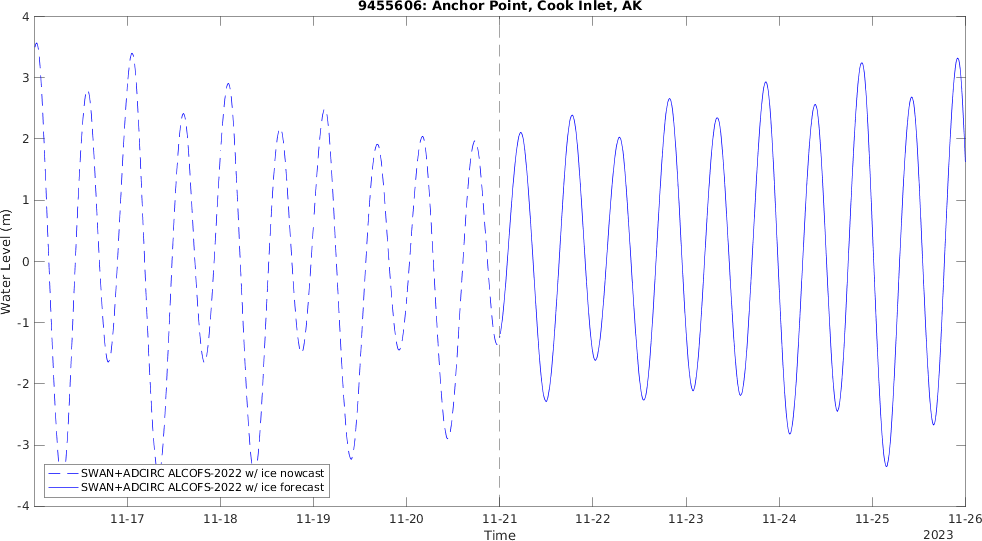 9455606: Anchor Point, Cook Inlet, AK
4
3
2
1
0
-1
-2
-3
-4
Water Level (m)
SWAN+ADCIRC ALCOFS-2022 w/ ice nowcast
SWAN+ADCIRC ALCOFS-2022 w/ ice forecast
11-17 11-18 11-19 11-20 11-21 11-22 11-23 11-24 11-25 11-26
Time
2023